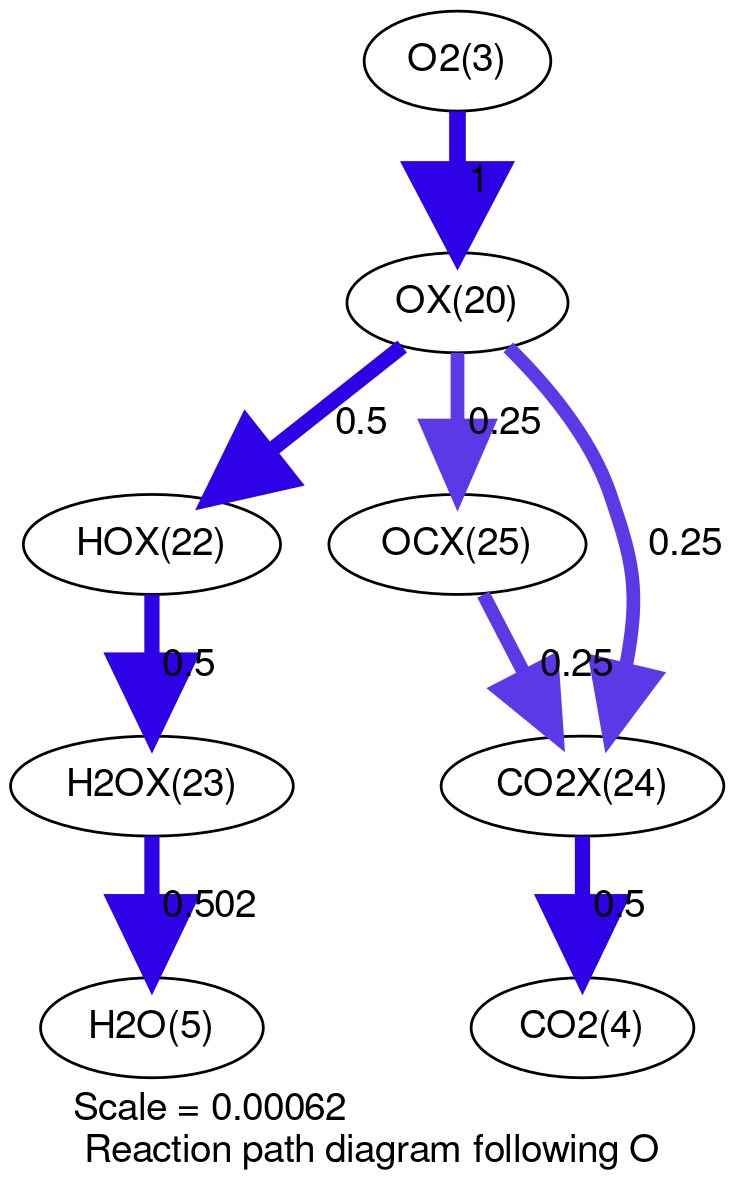 O2(3)
1
OX(20)
0.5
0.25
0.25
HOX(22)
OCX(25)
0.5
0.25
H2OX(23)
CO2X(24)
0.502
0.5
H2O(5)
CO2(4)
Scale = 0.00062
Reaction path diagram following O